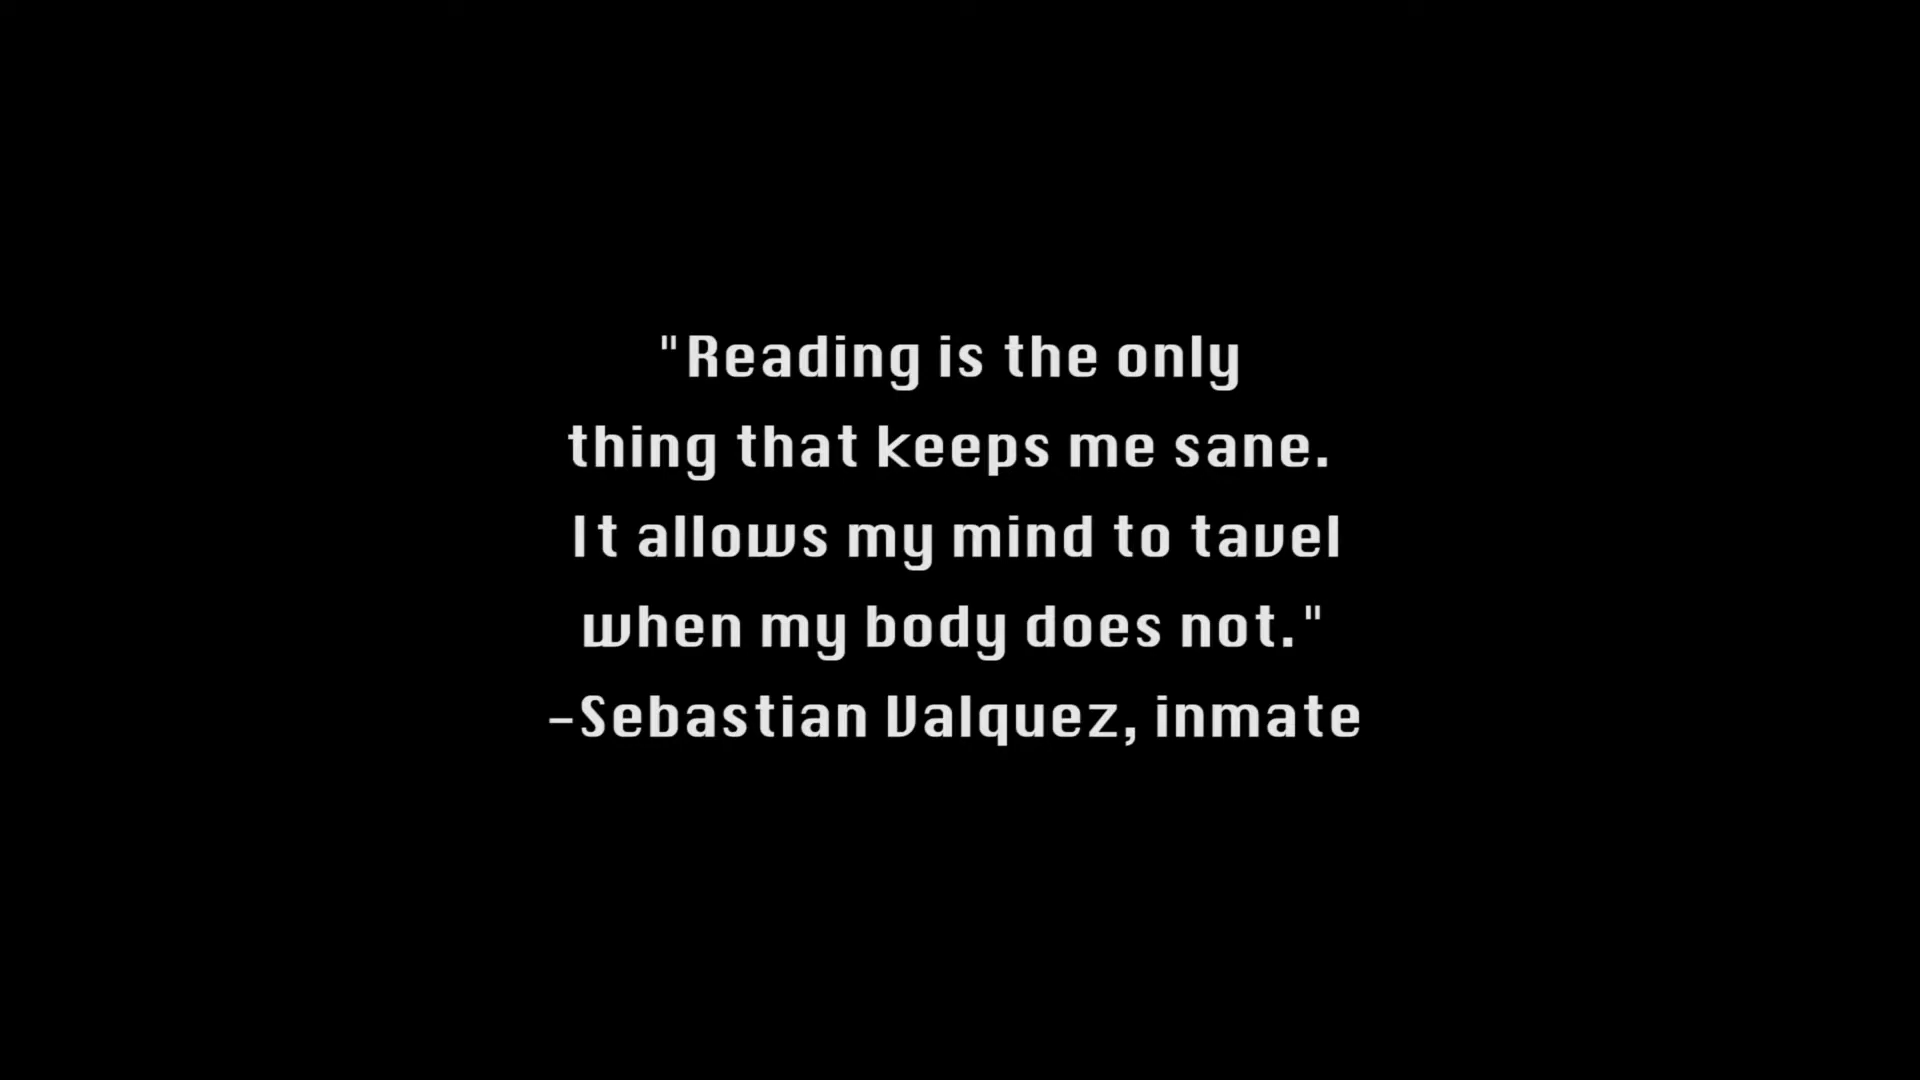 "Reading is the only
thing that keeps me sane.
It allows my mind to tavel
when my body does not."
-Sebastian Valquez, inmate